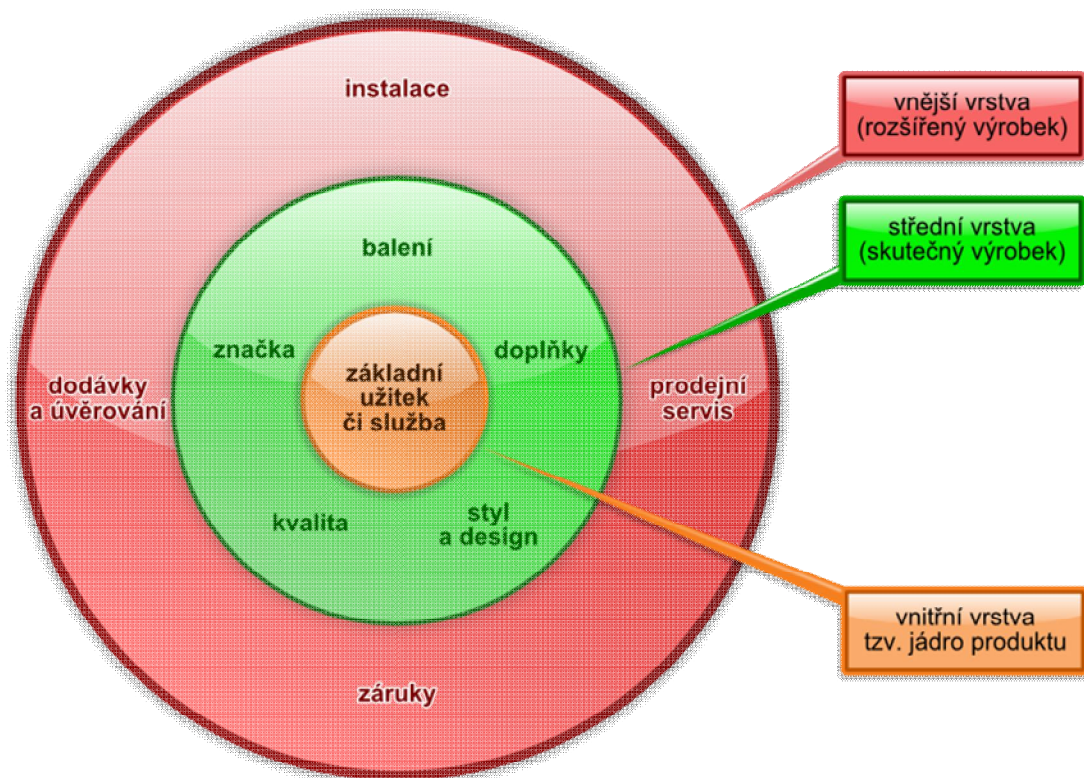 instalace
vnější vrstva
(rozšířený výrobek)
balení
střední vrstva
(skutečný výrobek)
značka
doplňky
základní
užitek
či služba
dodávky
a úvěrování
prodejní
servis
kvalita
styl
a design
vnitřní vrstva
tzv. jádro produktu
záruky